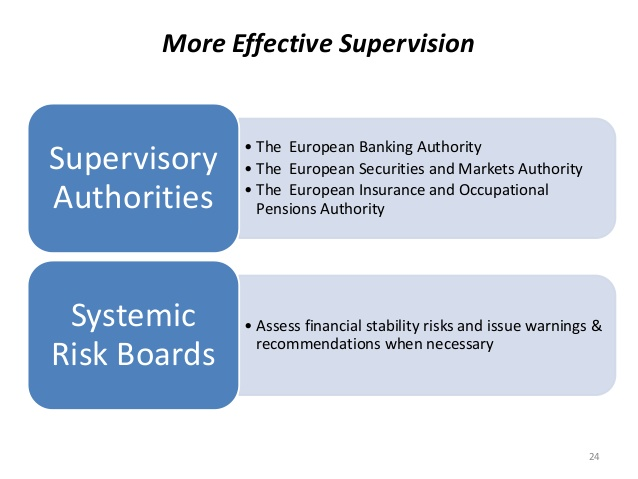 More Effective Supervision
Supervisory
Authorities
• The  European Banking Authority
• The  European Securities and Markets Authority
• The  European Insurance and Occupational
Pensions Authority
Systemic
Risk Boards
• Assess financial stability risks and issue warnings &
recommendations when necessary
24